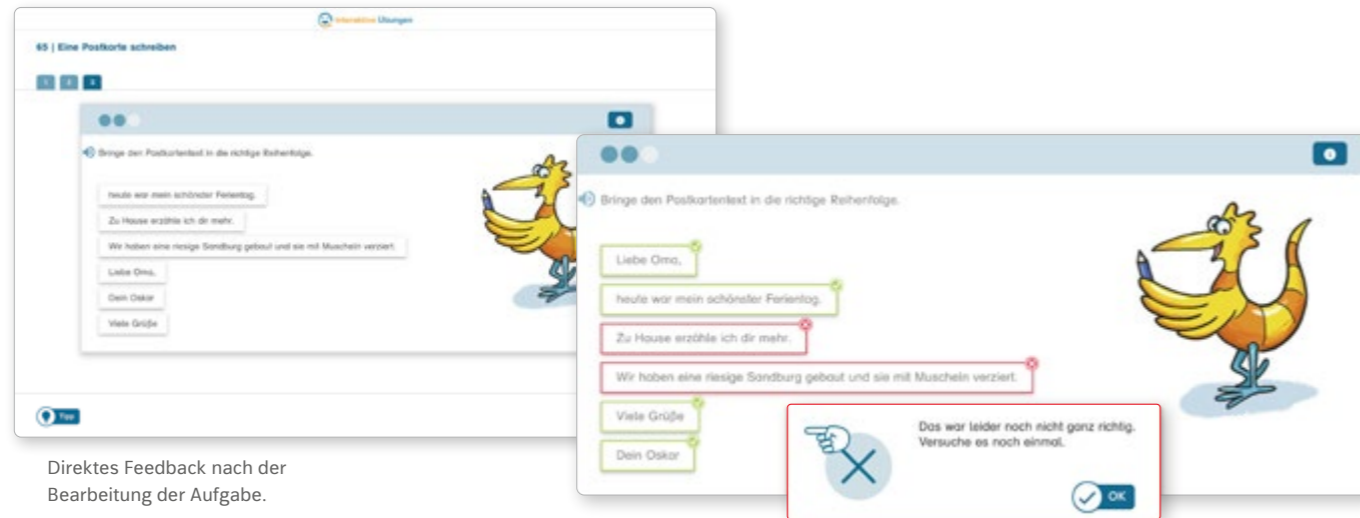 interaktive Übungen
65 | Eine Postkarte schreiben
1 2 3
Bringe den Postkartentext in die richtige Reihenfolge.
heute war mein schönster Ferientag.
Zu Hause erzähle ich dir mehr.
Wir haben eine riesige Sandburg gebaut und sie mit Muscheln verziert.
Liebe Oma,
Dein Oskar
Viele Grüße
Tipp
Direktes Feedback nach der
Bearbeitung der Aufgabe.
Bringe den Postkartentext in die richtige Reihenfolge.
Liebe Oma,
heute war mein schönster Ferientag.
Zu Hause erzähle ich dir mehr.
Wir haben eine riesige Sandburg gebaut und sie mit Muscheln verziert.
Viele Grüße
Dein Oskar
Das war leider noch nicht ganz richtig.
Versuche es noch einmal.
OK